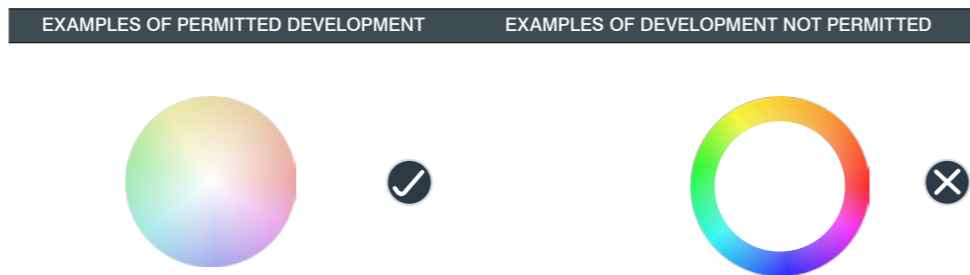 EXAMPLES OF PERMITTED DEVELOPMENT
EXAMPLES OF DEVELOPMENT NOT PERMITTED